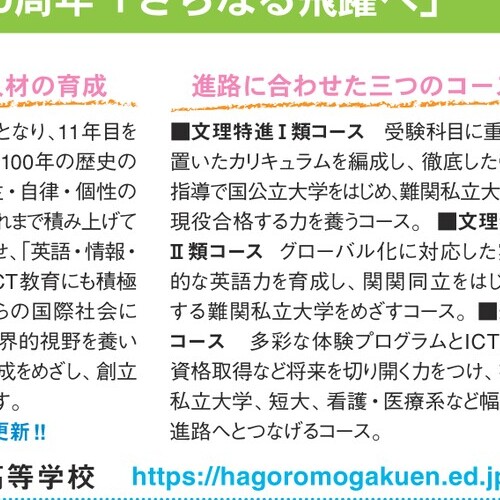 周年「さらなる飛躍へ」
人材の育成
となり、11年目を
100年の歴史の
・自律・個性の
れまで積み上げて
せ、「英語・情報・
CT教育にも積極
らの国際社会に
界的視野を養い
成をめざし、創立
す。
更新!!
進路に合わせた三つのコース
■文理特進Ⅰ類コース 受験科目に重
置いたカリキュラムを編成し、徹底した
指導で国公立大学をはじめ、難関私立大
現役合格する力を養うコース。 ■文理
Ⅱ類コース グローバル化に対応した
的な英語力を育成し、関関同立をはじ
する難関私立大学をめざすコース。 ■
コース 多彩な体験プログラムとICT
資格取得など将来を切り開く力をつけ、
私立大学、短大、看護・医療系など幅
進路へとつなげるコース。
高等学校 https://hagoromogakuen.ed.jp